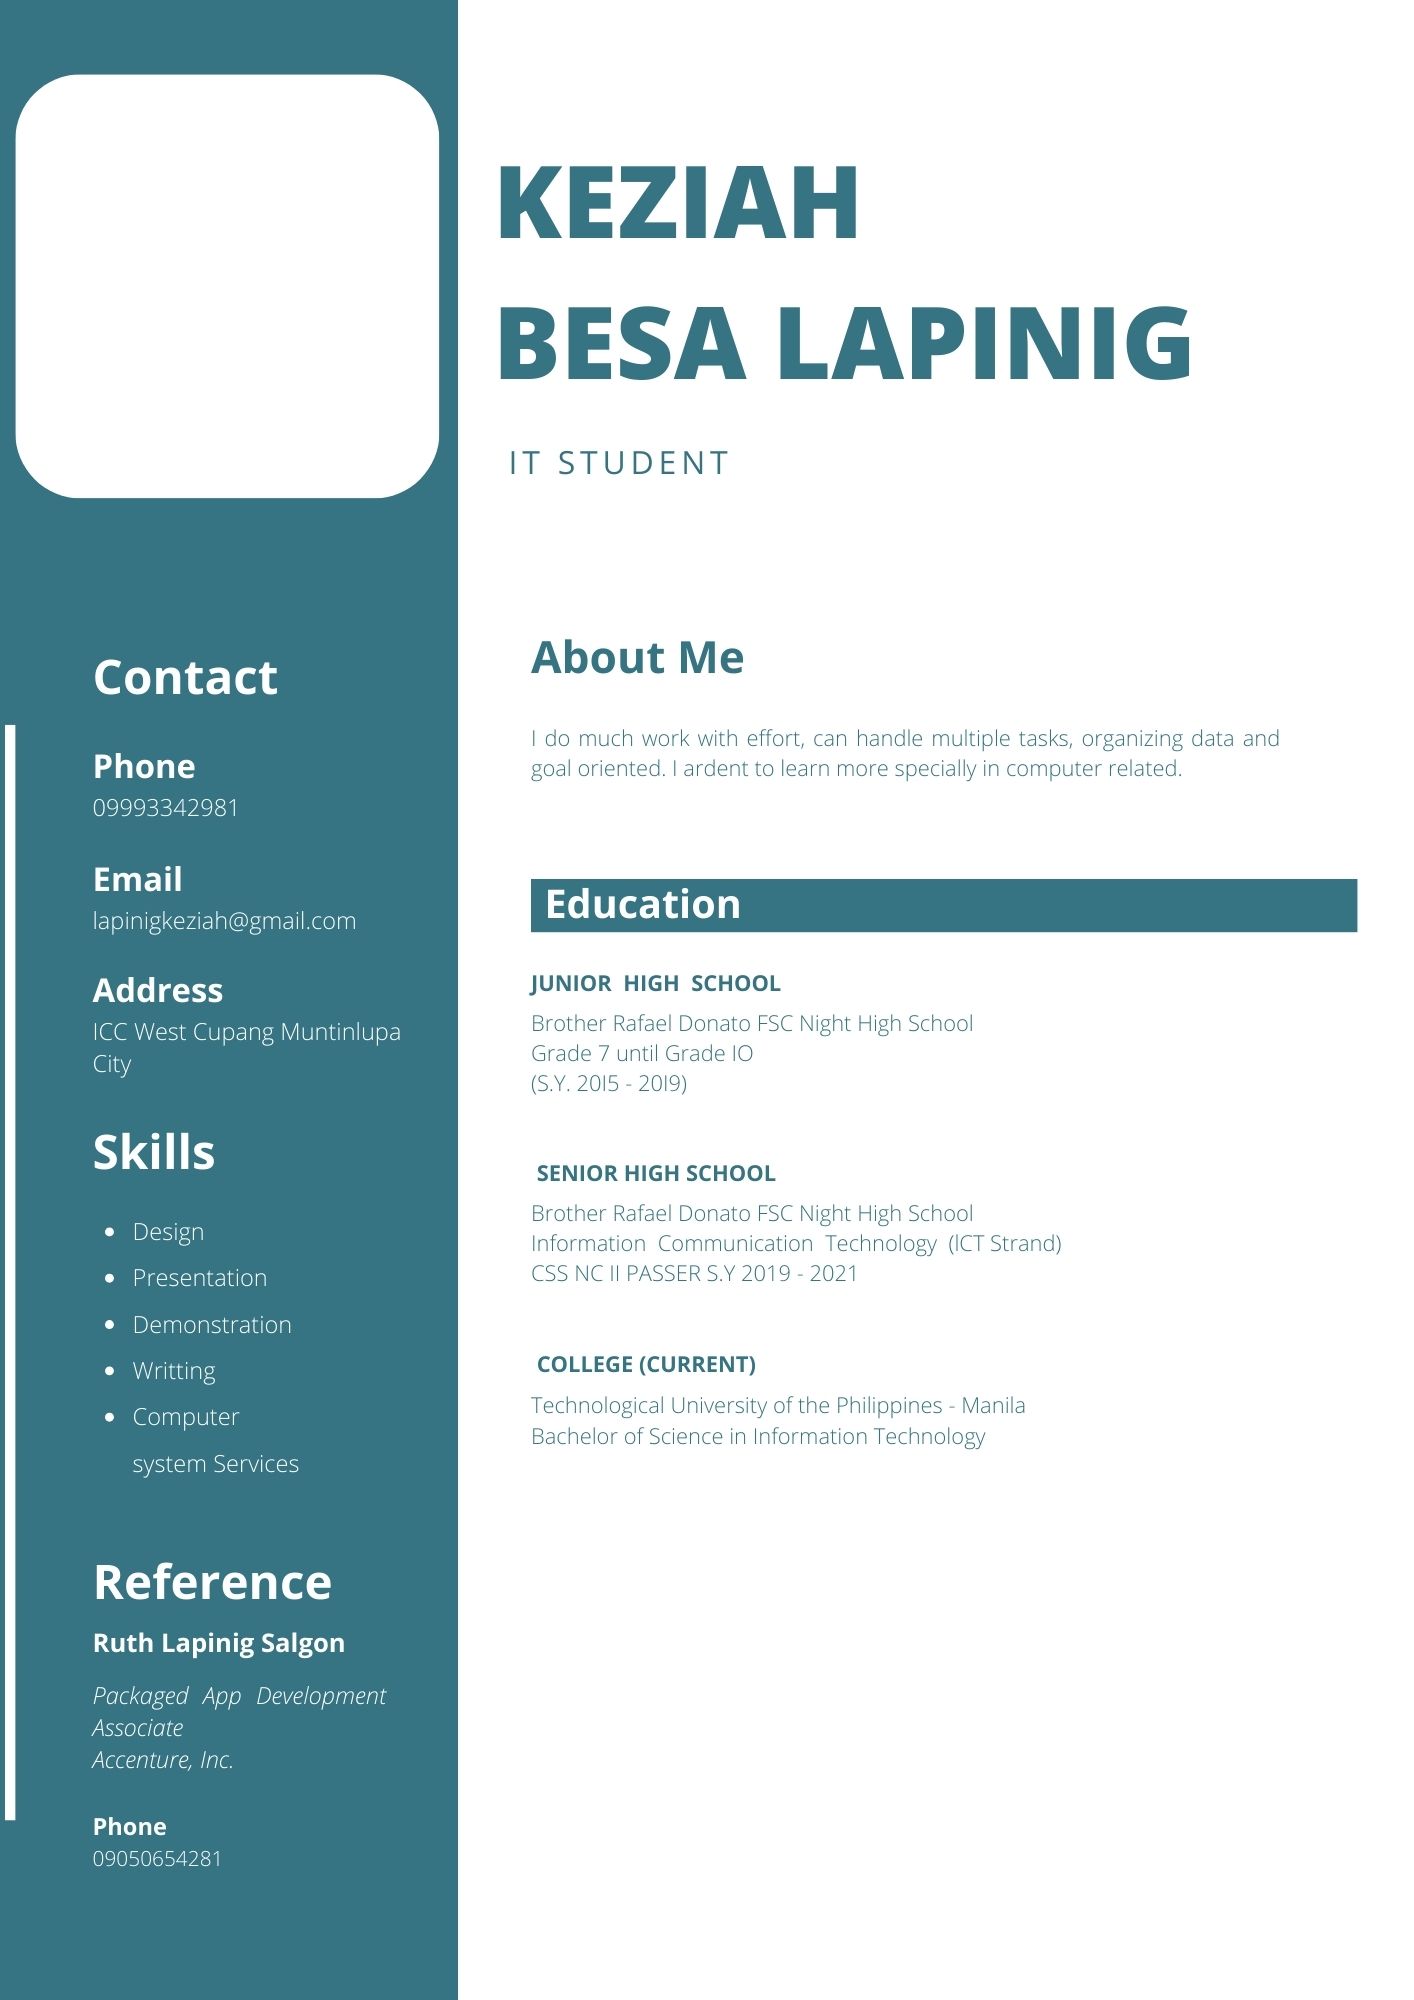 KEZIAH
BESA LAPINIG
IT STUDENT
Contact
Phone
09993342981
Email
lapinigkeziah@gmail.com
Address
ICC West Cupang Muntinlupa
City
Skills
• Design
• Presentation
• Demonstration
• Writting
• Computer
system Services
Reference
Ruth Lapinig Salgon
Packaged App Development
Associate
Accenture, Inc.
Phone
09050654281
About Me
I do much work with effort, can handle multiple tasks, organizing data and
goal oriented. I ardent to learn more specially in computer related.
Education
JUNIOR HIGH SCHOOL
Brother Rafael Donato FSC Night High School
Grade 7 until Grade IO
(S.Y. 20I5 - 20I9)
SENIOR HIGH SCHOOL
Brother Rafael Donato FSC Night High School
Information Communication Technology (lCT Strand)
CSS NC II PASSER S.Y 2019 - 2021
COLLEGE (CURRENT)
Technological University of the Philippines - Manila
Bachelor of Science in Information Technology